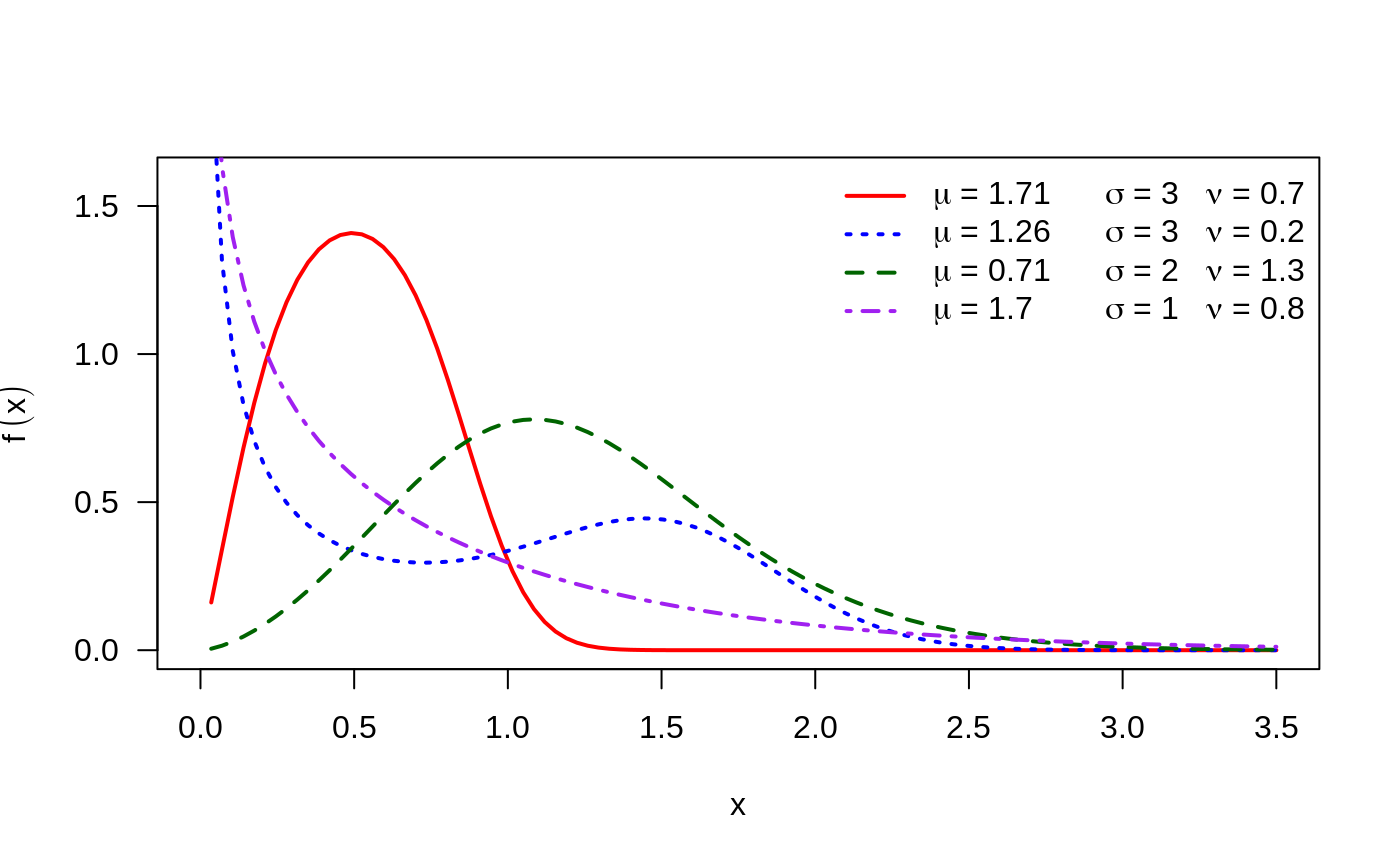 μ = 1.71 σ = 3 ν = 0.7
μ = 1.26 σ = 3 ν = 0.2
μ = 0.71 σ = 2 ν = 1.3
μ = 1.7 σ = 1 ν = 0.8
1.5
1.0
0.5
0.0
f (x)
0.0 0.5 1.0 1.5 2.0 2.5 3.0 3.5
x